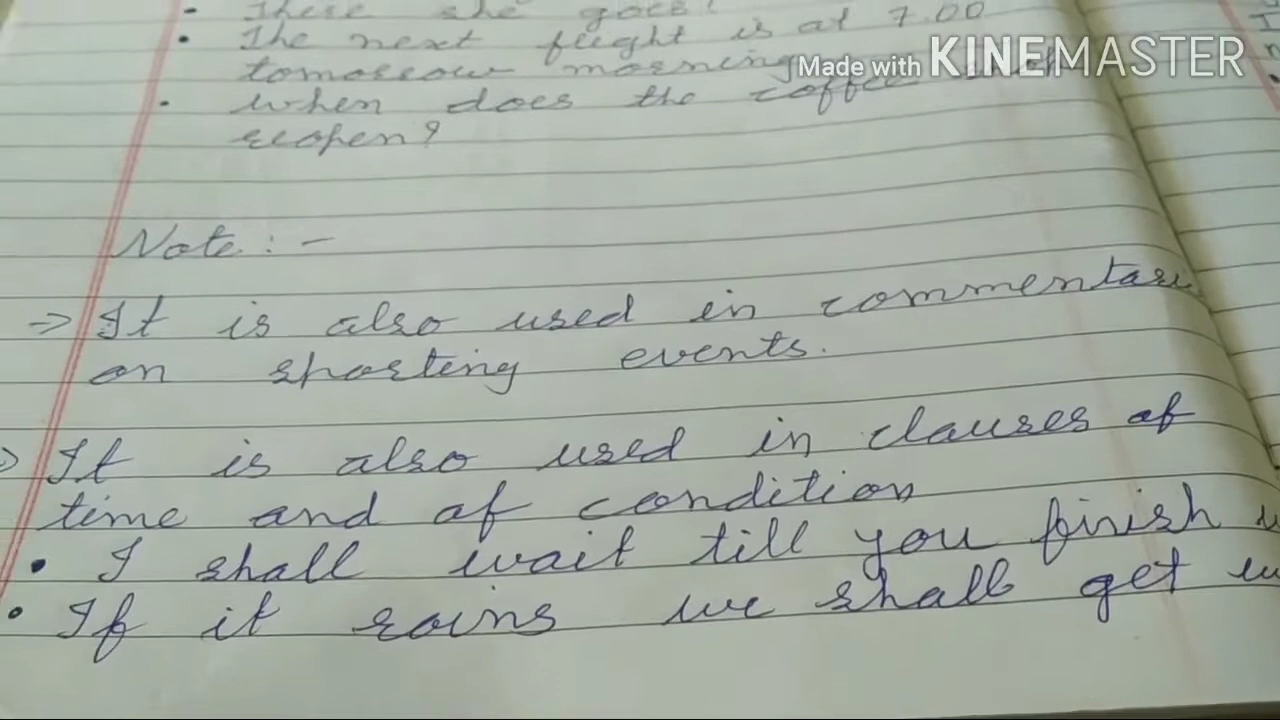 There she goes!
• The next flight is at 7.00
tomorrow morning
Made with KINEMASTER
• when does the coffee
reopen?
Note :-
⇒ It is also used in
on sporting events.
⇒ It is also used in clauses of
time and of condition
• I shall wait till you finish
• If it rains we shall get